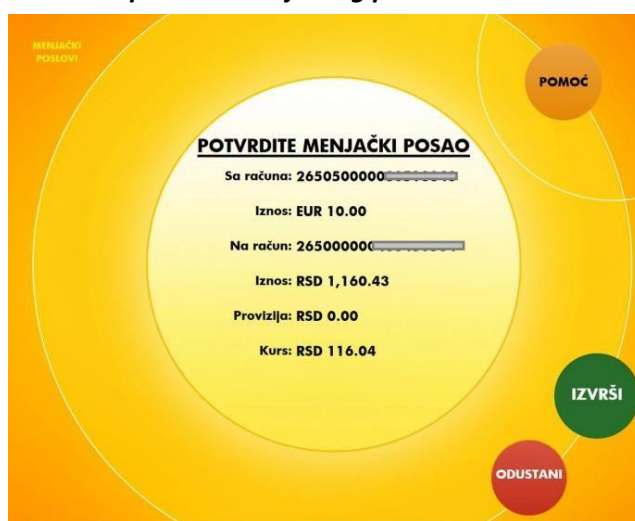 MENJAČKI
POSLOVI
POMOĆ
POTVRDITE MENJAČKI POSAO
Sa računa: 2650500000
Iznos: EUR 10.00
Na račun: 265000000
Iznos: RSD 1,160.43
Provizija: RSD 0.00
Kurs: RSD 116.04
IZVRŠI
ODUSTANI